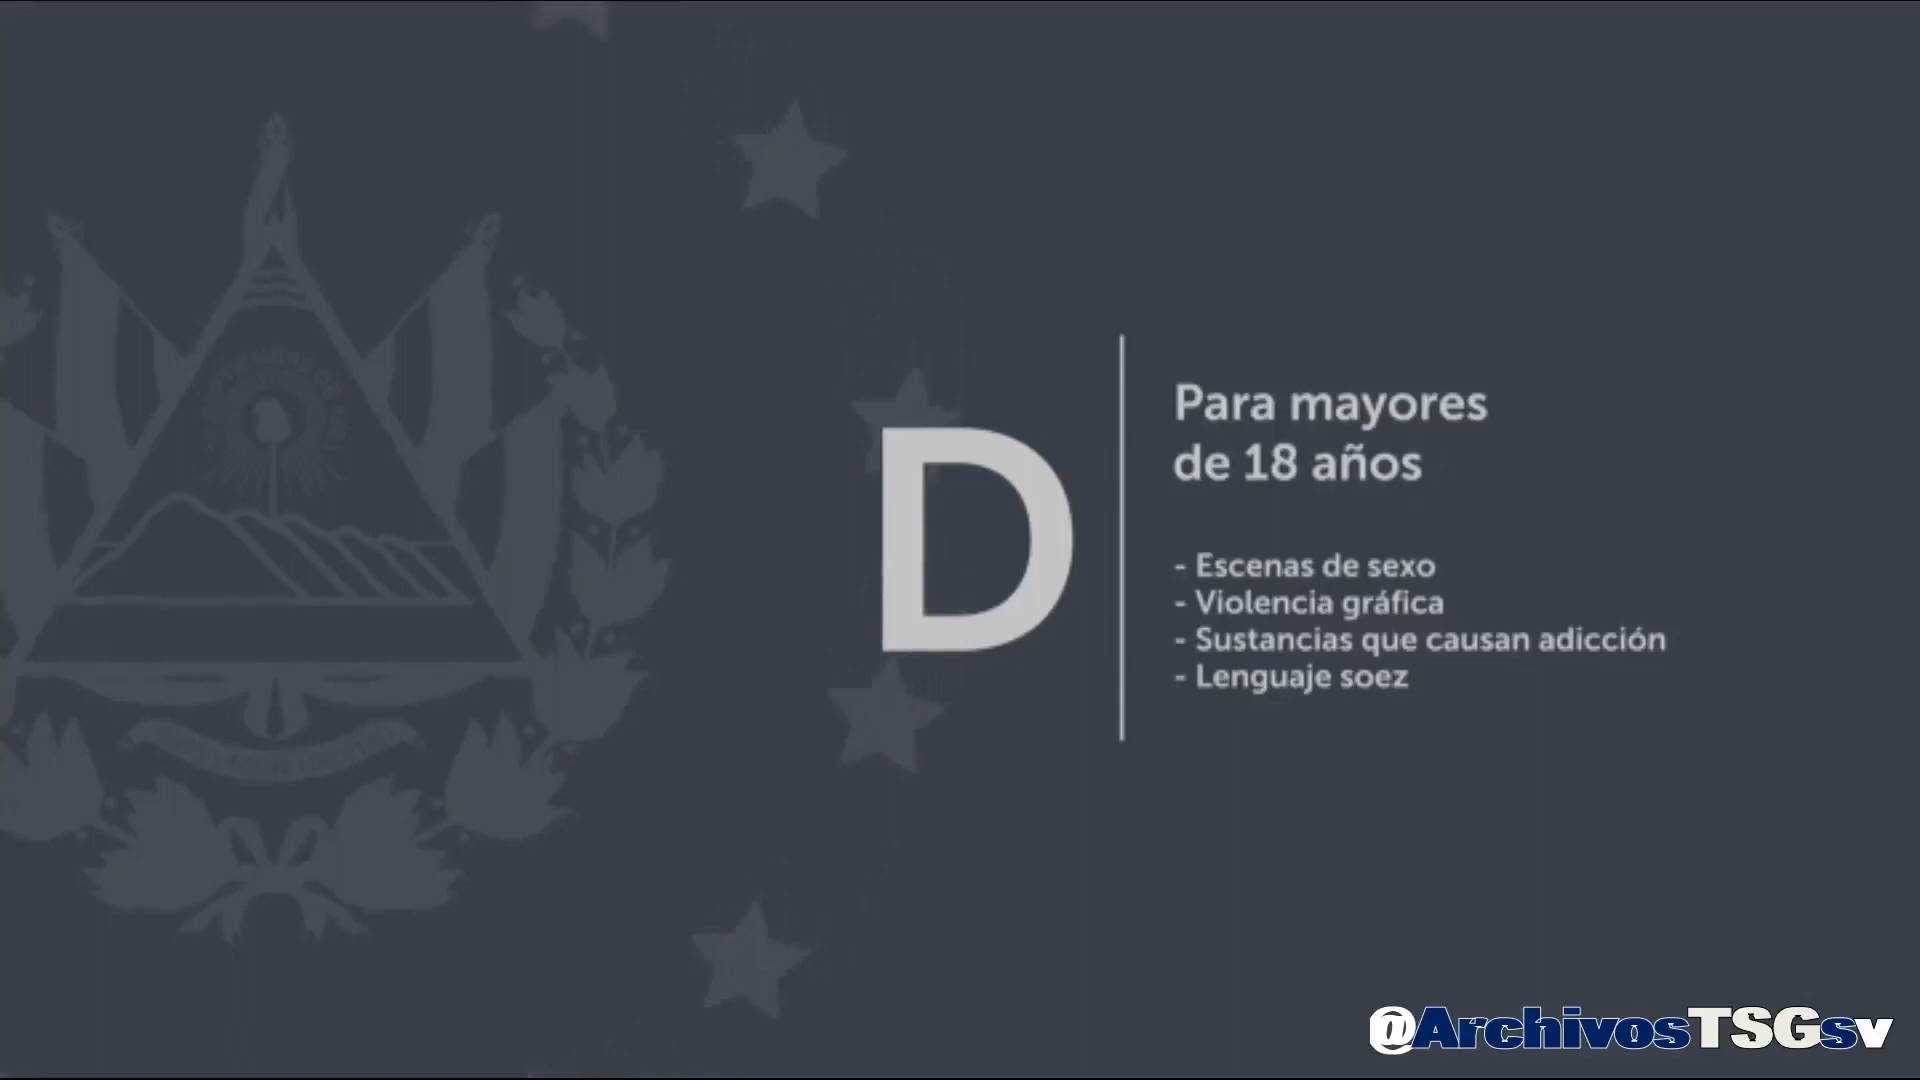 D
Para mayores
de 18 años
- Escenas de sexo
- Violencia gráfica
- Sustancias que causan adicción
- Lenguaje soez
@ArchivosTSGsv